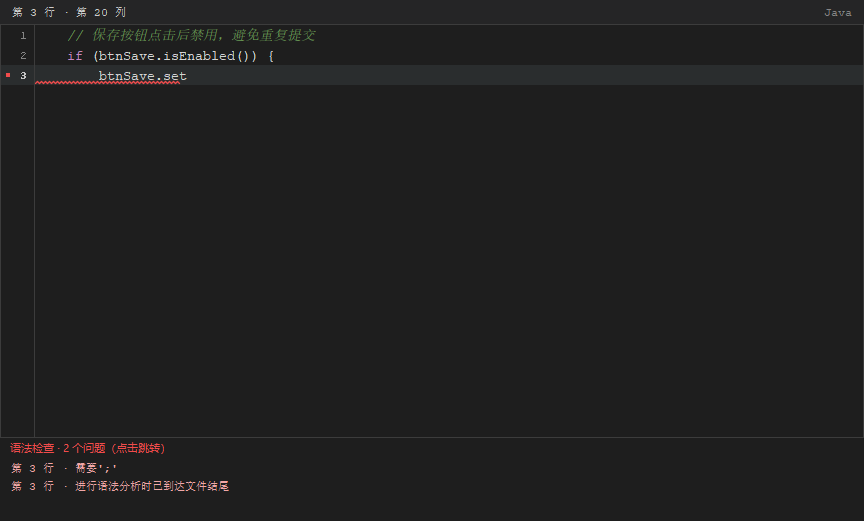 第 3 行 · 第 20 列
Java
1 // 保存按钮点击后禁用，避免重复提交
2 if (btnSave.isEnabled()) {
3 btnSave.set
语法检查 - 2 个问题（点击跳转）
第 3 行 · 需要';'
第 3 行 · 进行语法分析时已到达文件结尾